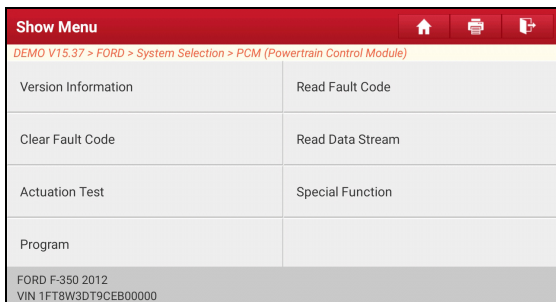 Show Menu
DEMO V15.37 > FORD > System Selection > PCM (Powertrain Control Module)
Version Information
Read Fault Code
Clear Fault Code
Read Data Stream
Actuation Test
Special Function
Program
FORD F-350 2012
VIN 1FT8W3DT9CEB00000